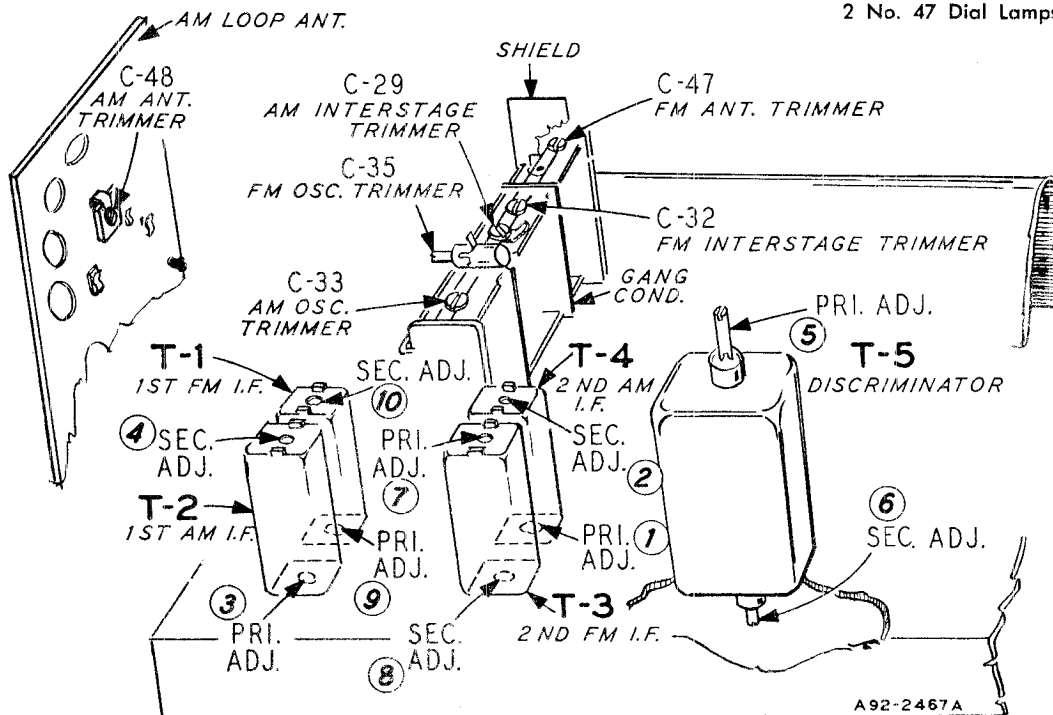 2 No. 47 Dial Lamps
AM LOOP ANT.
SHIELD
C-48
AM ANT.
TRIMMER
C-29
AM INTERSTAGE
TRIMMER
C-47
FM ANT. TRIMMER
C-35
FM OSC. TRIMMER
C-32
FM INTERSTAGE TRIMMER
C-33
AM OSC.
TRIMMER
GANG
COND.
PRI. ADJ.
5
T-5
DISCRIMINATOR
T-1
1ST FM I.F.
SEC. ADJ.
10
T-4
2ND AM
I.F.
4
SEC.
ADJ.
PRI.
ADJ.
7
SEC.
ADJ.
2
T-2
1ST AM I.F.
6
SEC. ADJ.
PRI.
ADJ.
9
PRI.
ADJ.
1
3
PRI.
ADJ.
SEC.
ADJ.
8
T-3
2ND FM I.F.
A92-2467A